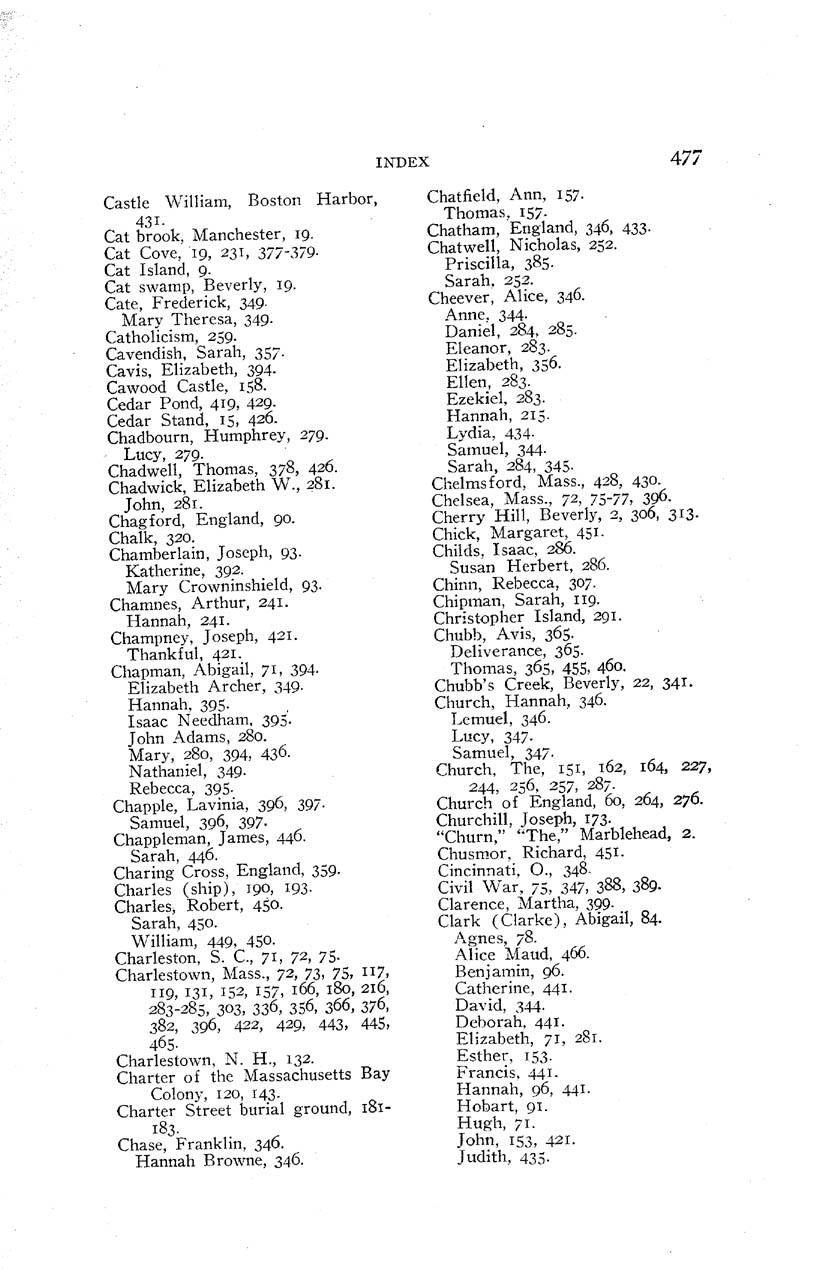 INDEX 477
Castle William, Boston Harbor,
431.
Cat brook, Manchester, 19.
Cat Cove, 19, 231, 377-379.
Cat Island, 9.
Cat swamp, Beverly, 19.
Cate, Frederick, 349.
Mary Theresa, 349.
Catholicism, 259.
Cavendish, Sarah, 357.
Cavis, Elizabeth, 394.
Cawood Castle, 158.
Cedar Pond, 419, 429.
Cedar Stand, 15, 426.
Chadbourn, Humphrey, 279.
Lucy, 279.
Chadwell, Thomas, 378, 426.
Chadwick, Elizabeth W., 281.
John, 281.
Chagford, England, 90.
Chalk, 320.
Chamberlain, Joseph, 93.
Katherine, 392.
Mary Crowninshield, 93.
Chamnes, Arthur, 241.
Hannah, 241.
Champney, Joseph, 421.
Thankful, 421.
Chapman, Abigail, 71, 394.
Elizabeth Archer, 349.
Hannah, 395.
Isaac Needham, 395.
John Adams, 280.
Mary, 280, 394, 436.
Nathaniel, 349.
Rebecca, 395.
Chapple, Lavinia, 396, 397.
Samuel, 396, 397.
Chappleman, James, 446.
Sarah, 446.
Charing Cross, England, 359.
Charles (ship), 190, 193.
Charles, Robert, 450.
Sarah, 450.
William, 449, 450.
Charleston, S. C., 71, 72, 75.
Charlestown, Mass., 72, 73, 75, 117,
119, 131, 152, 157, 166, 180, 216,
283-285, 303, 336, 356, 366, 376,
382, 396, 422, 429, 443, 445,
465.
Charlestown, N. H., 132.
Charter of the Massachusetts Bay
Colony, 120, 143.
Charter Street burial ground, 181-
183.
Chase, Franklin, 346.
Hannah Browne, 346.
Chatfield, Ann, 157.
Thomas, 157.
Chatham, England, 346, 433.
Chatwell, Nicholas, 252.
Priscilla, 385.
Sarah, 252.
Cheever, Alice, 346.
Anne, 344.
Daniel, 284, 285.
Eleanor, 283.
Elizabeth, 356.
Ellen, 283.
Ezekiel, 283.
Hannah, 215.
Lydia, 434.
Samuel, 344.
Sarah, 284, 345.
Chelmsford, Mass., 428, 430.
Chelsea, Mass., 72, 75-77, 396.
Cherry Hill, Beverly, 2, 306, 313.
Chick, Margaret, 451.
Childs, Isaac, 286.
Susan Herbert, 286.
Chinn, Rebecca, 307.
Chipman, Sarah, 119.
Christopher Island, 291.
Chubb, Avis, 365.
Deliverance, 365.
Thomas, 365, 455, 460.
Chubb's Creek, Beverly, 22, 341.
Church, Hannah, 346.
Lemuel, 346.
Lucy, 347.
Samuel, 347.
Church, The, 151, 162, 164, 227,
244, 256, 257, 287.
Church of England, 60, 264, 276.
Churchill, Joseph, 173.
"Churn," "The," Marblehead, 2.
Chusmor, Richard, 451.
Cincinnati, O., 348.
Civil War, 75, 347, 388, 389.
Clarence, Martha, 399.
Clark (Clarke), Abigail, 84.
Agnes, 78.
Alice Maud, 466.
Benjamin, 96.
Catherine, 441.
David, 344.
Deborah, 441.
Elizabeth, 71, 281.
Esther, 153.
Francis, 441.
Hannah, 96, 441.
Hobart, 91.
Hugh, 71.
John, 153, 421.
Judith, 435.